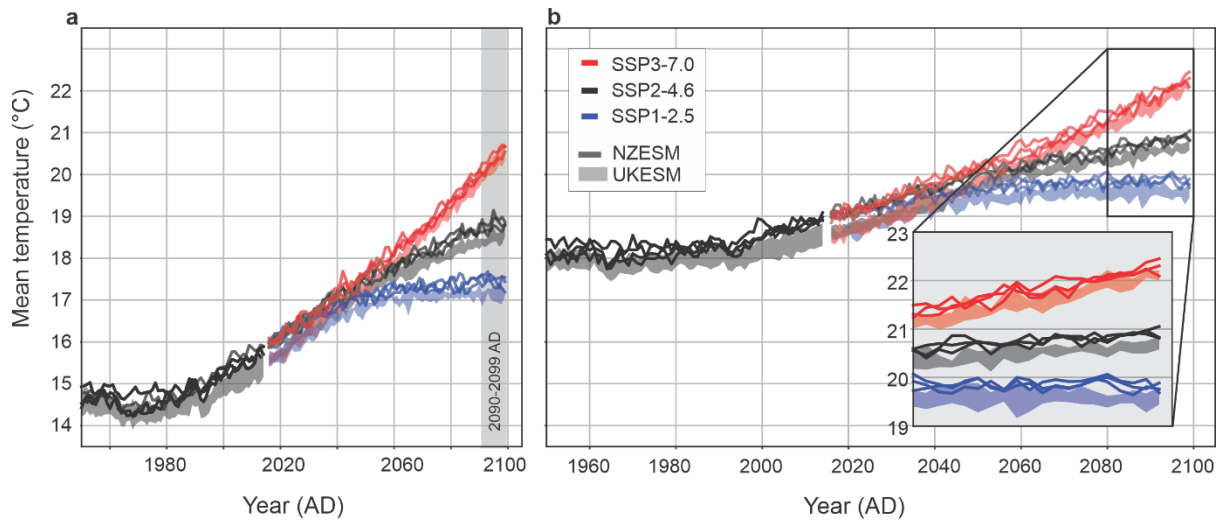 a
b
Mean temperature (°C)
22
21
20
19
18
17
16
15
14
1980
2020
2060
2100
Year (AD)
2090-2099 AD
SSP3-7.0
SSP2-4.6
SSP1-2.5
NZESM
UKESM
1950
1960
1980
2000
2020
2040
2060
2080
2100
Year (AD)
23
22
21
20
19